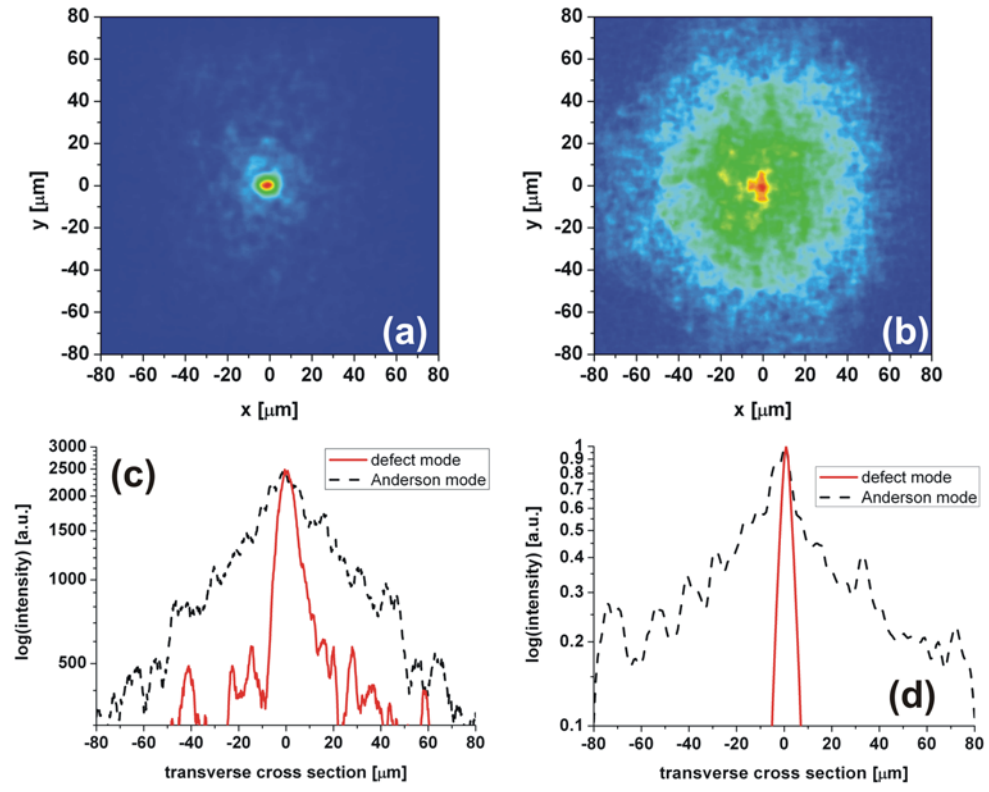 80
60
40
20
0
-20
-40
-60
-80
y [μm]
(a)
-80 -60 -40 -20 0 20 40 60 80
x [μm]
80
60
40
20
0
-20
-40
-60
-80
y [μm]
(b)
-80 -60 -40 -20 0 20 40 60 80
x [μm]
3000
2500
2000
1500
1000
500
log(intensity) [a.u.]
(c)
defect mode
Anderson mode
-80 -60 -40 -20 0 20 40 60 80
transverse cross section [μm]
1
0.9
0.8
0.7
0.6
0.5
0.4
0.3
0.2
0.1
log(intensity) [a.u.]
defect mode
Anderson mode
(d)
-80 -60 -40 -20 0 20 40 60 80
transverse cross section [μm]